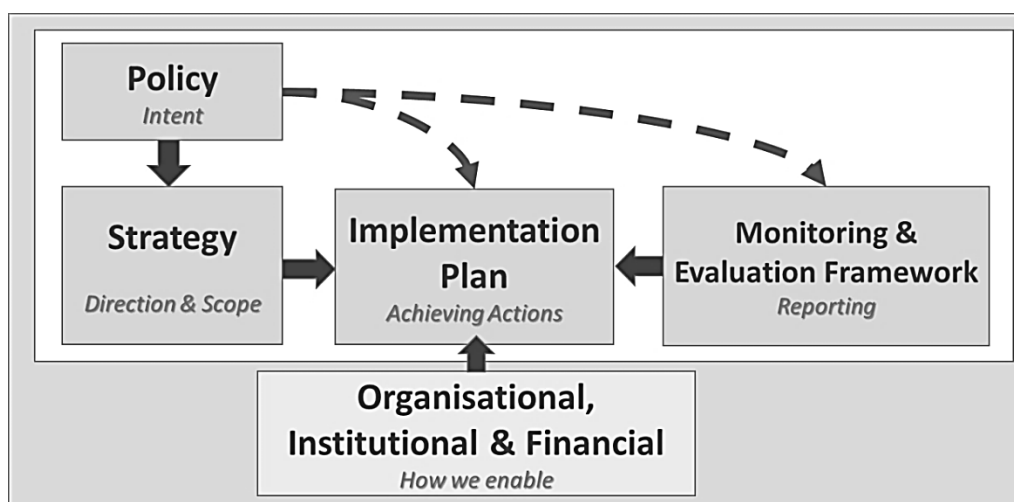 Policy
Intent
Strategy
Direction & Scope
Implementation
Plan
Achieving Actions
Monitoring &
Evaluation Framework
Reporting
Organisational,
Institutional & Financial
How we enable